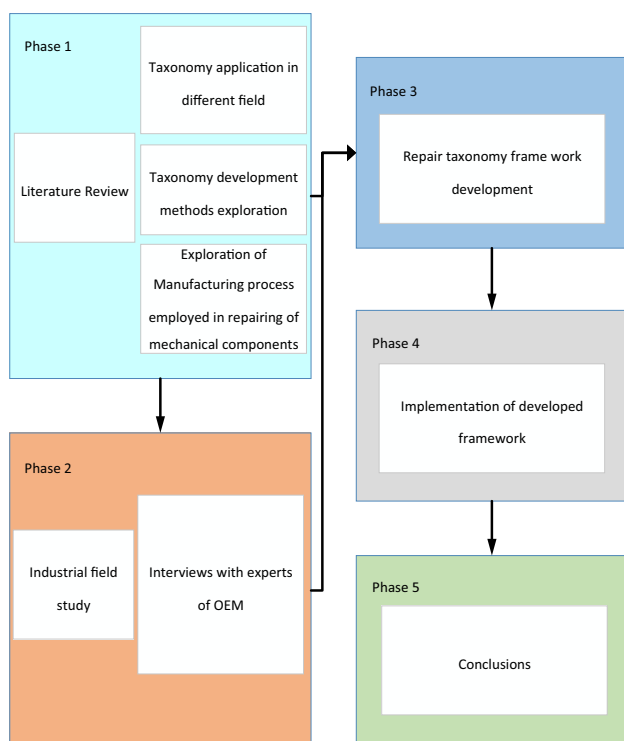 Phase 1
Taxonomy application in
different field
Literature Review
Taxonomy development
methods exploration
Exploration of
Manufacturing process
employed in repairing of
mechanical components
Phase 2
Industrial field
study
Interviews with experts
of OEM
Phase 3
Repair taxonomy frame work
development
Phase 4
Implementation of developed
framework
Phase 5
Conclusions